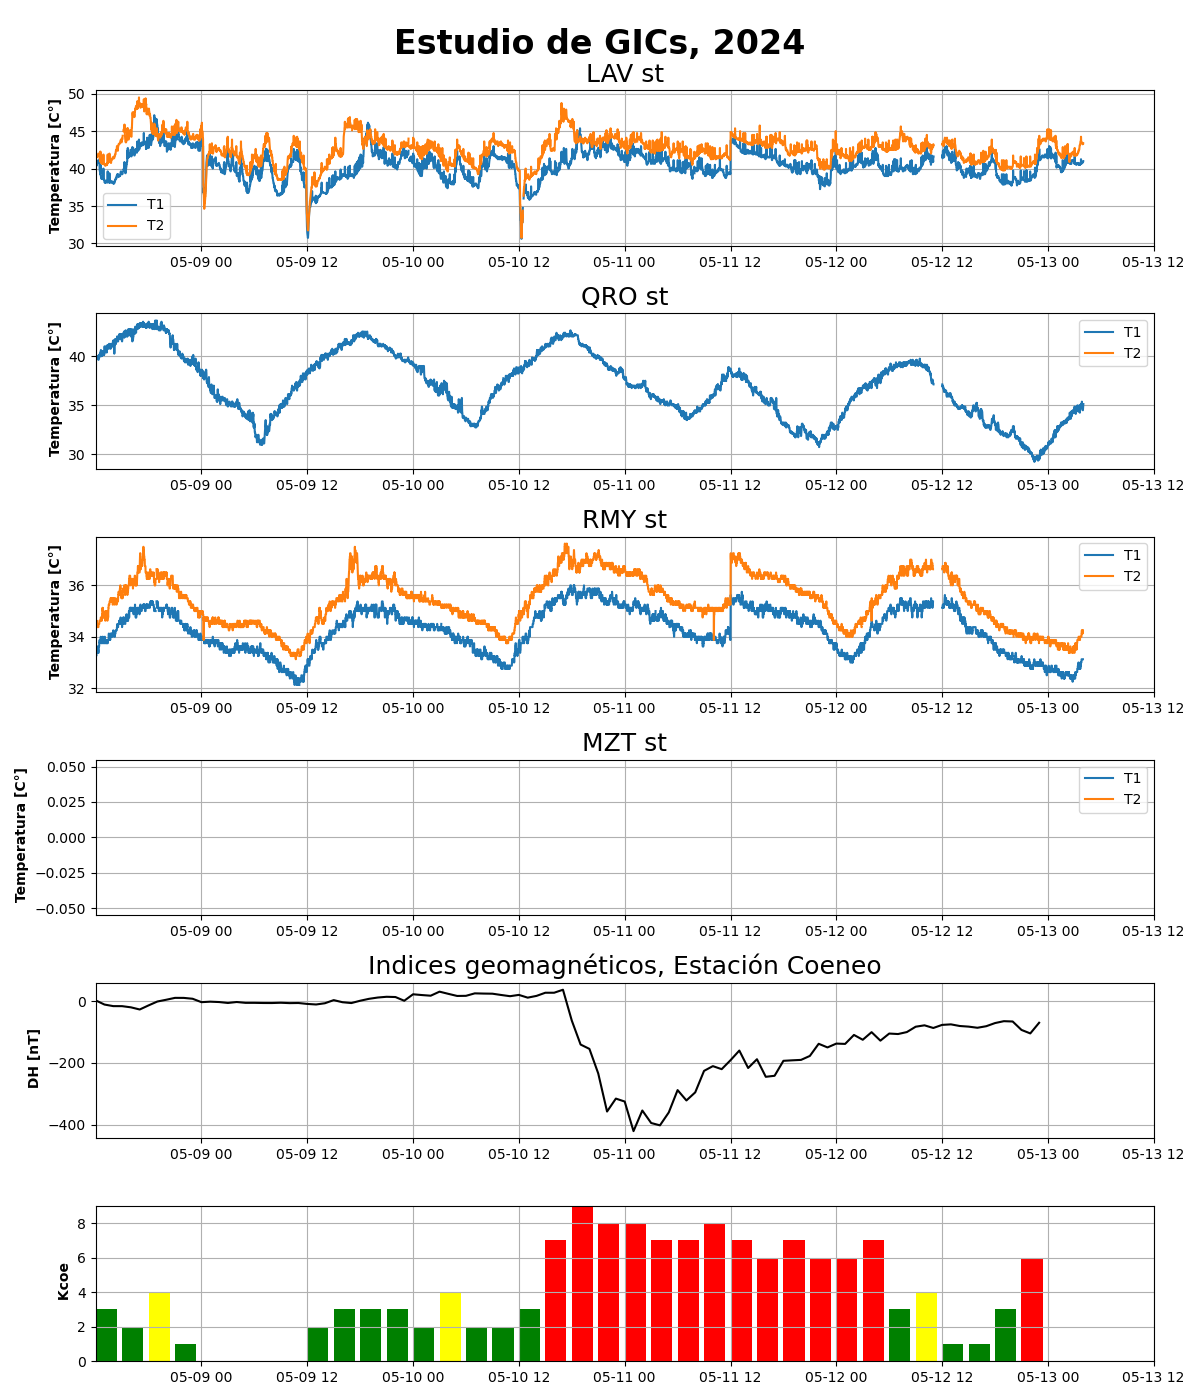 Estudio de GICs, 2024
LAV st
Temperatura [C°]
50
45
40
35
30
T1
T2
05-09 00 05-09 12 05-10 00 05-10 12 05-11 00 05-11 12 05-12 00 05-12 12 05-13 00 05-13 12
QRO st
Temperatura [C°]
40
35
30
T1
T2
05-09 00 05-09 12 05-10 00 05-10 12 05-11 00 05-11 12 05-12 00 05-12 12 05-13 00 05-13 12
RMY st
Temperatura [C°]
36
34
32
T1
T2
05-09 00 05-09 12 05-10 00 05-10 12 05-11 00 05-11 12 05-12 00 05-12 12 05-13 00 05-13 12
MZT st
Temperatura [C°]
0.050
0.025
0.000
−0.025
−0.050
T1
T2
05-09 00 05-09 12 05-10 00 05-10 12 05-11 00 05-11 12 05-12 00 05-12 12 05-13 00 05-13 12
Indices geomagnéticos, Estación Coeneo
DH [nT]
0
−200
−400
05-09 00 05-09 12 05-10 00 05-10 12 05-11 00 05-11 12 05-12 00 05-12 12 05-13 00 05-13 12
Kcoe
8
6
4
2
0
05-09 00 05-09 12 05-10 00 05-10 12 05-11 00 05-11 12 05-12 00 05-12 12 05-13 00 05-13 12